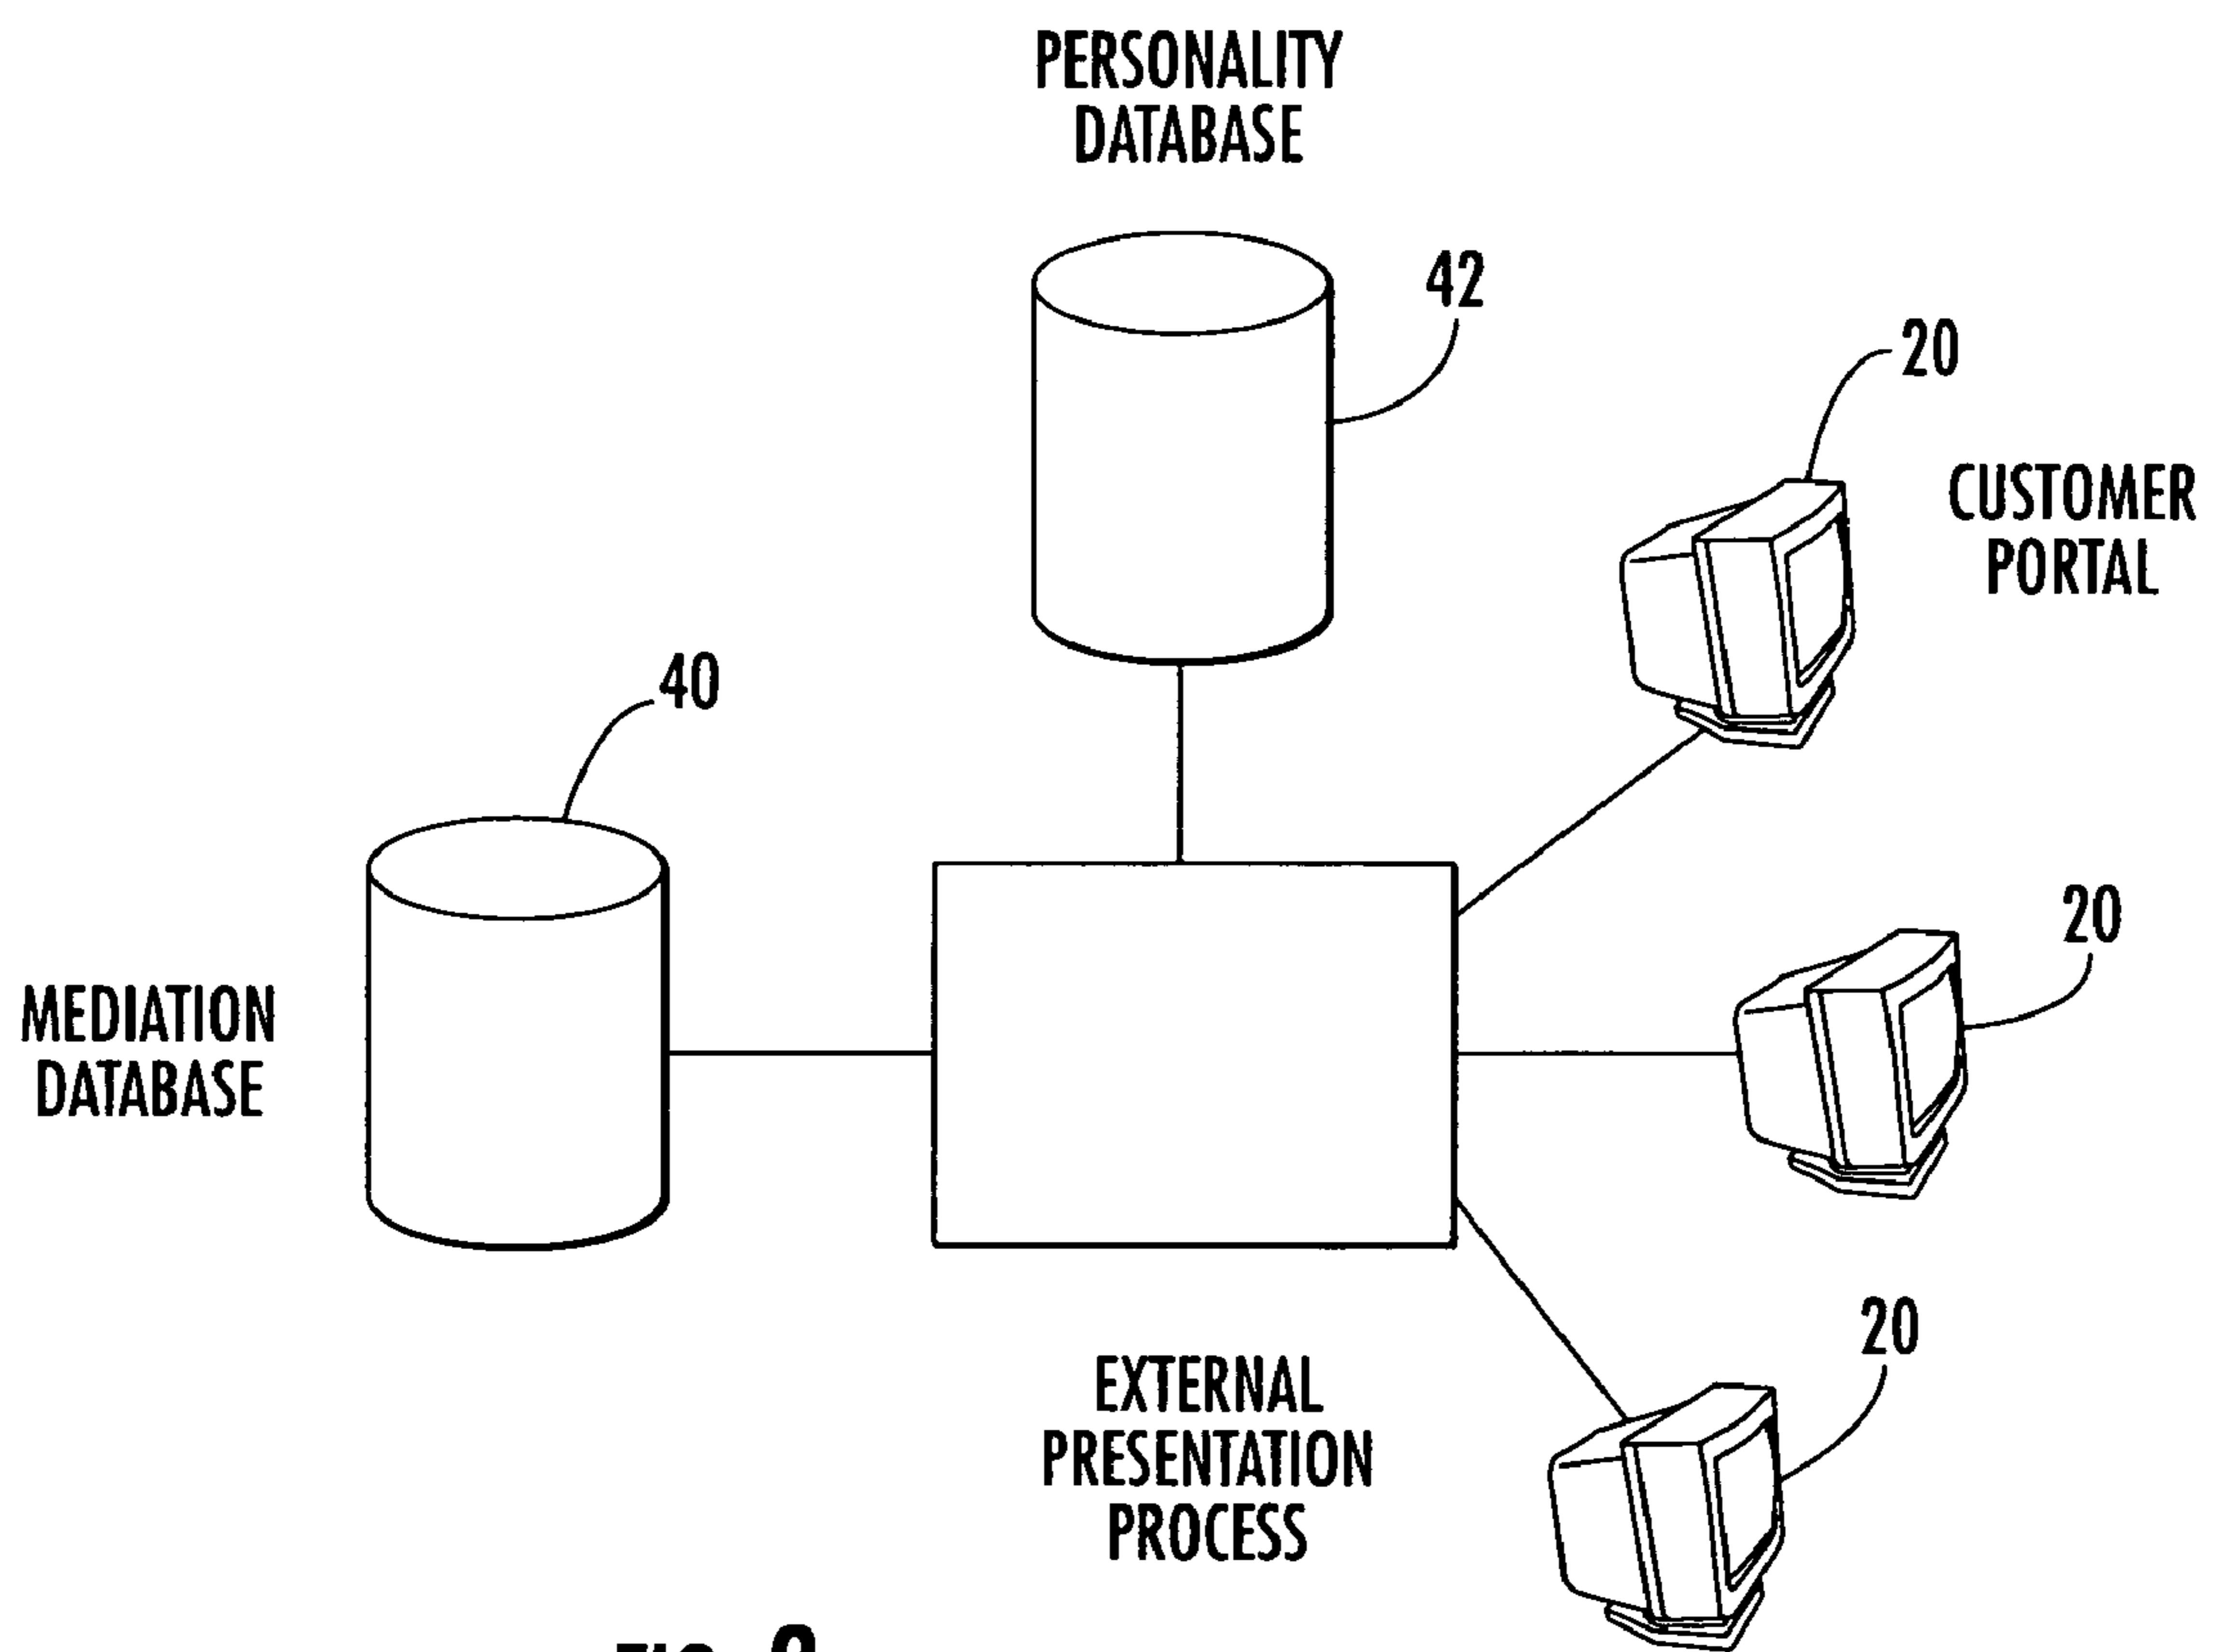 PERSONALITY
DATABASE
42
20
CUSTOMER
PORTAL
40
20
MEDIATION
DATABASE
20
EXTERNAL
PRESENTATION
PROCESS